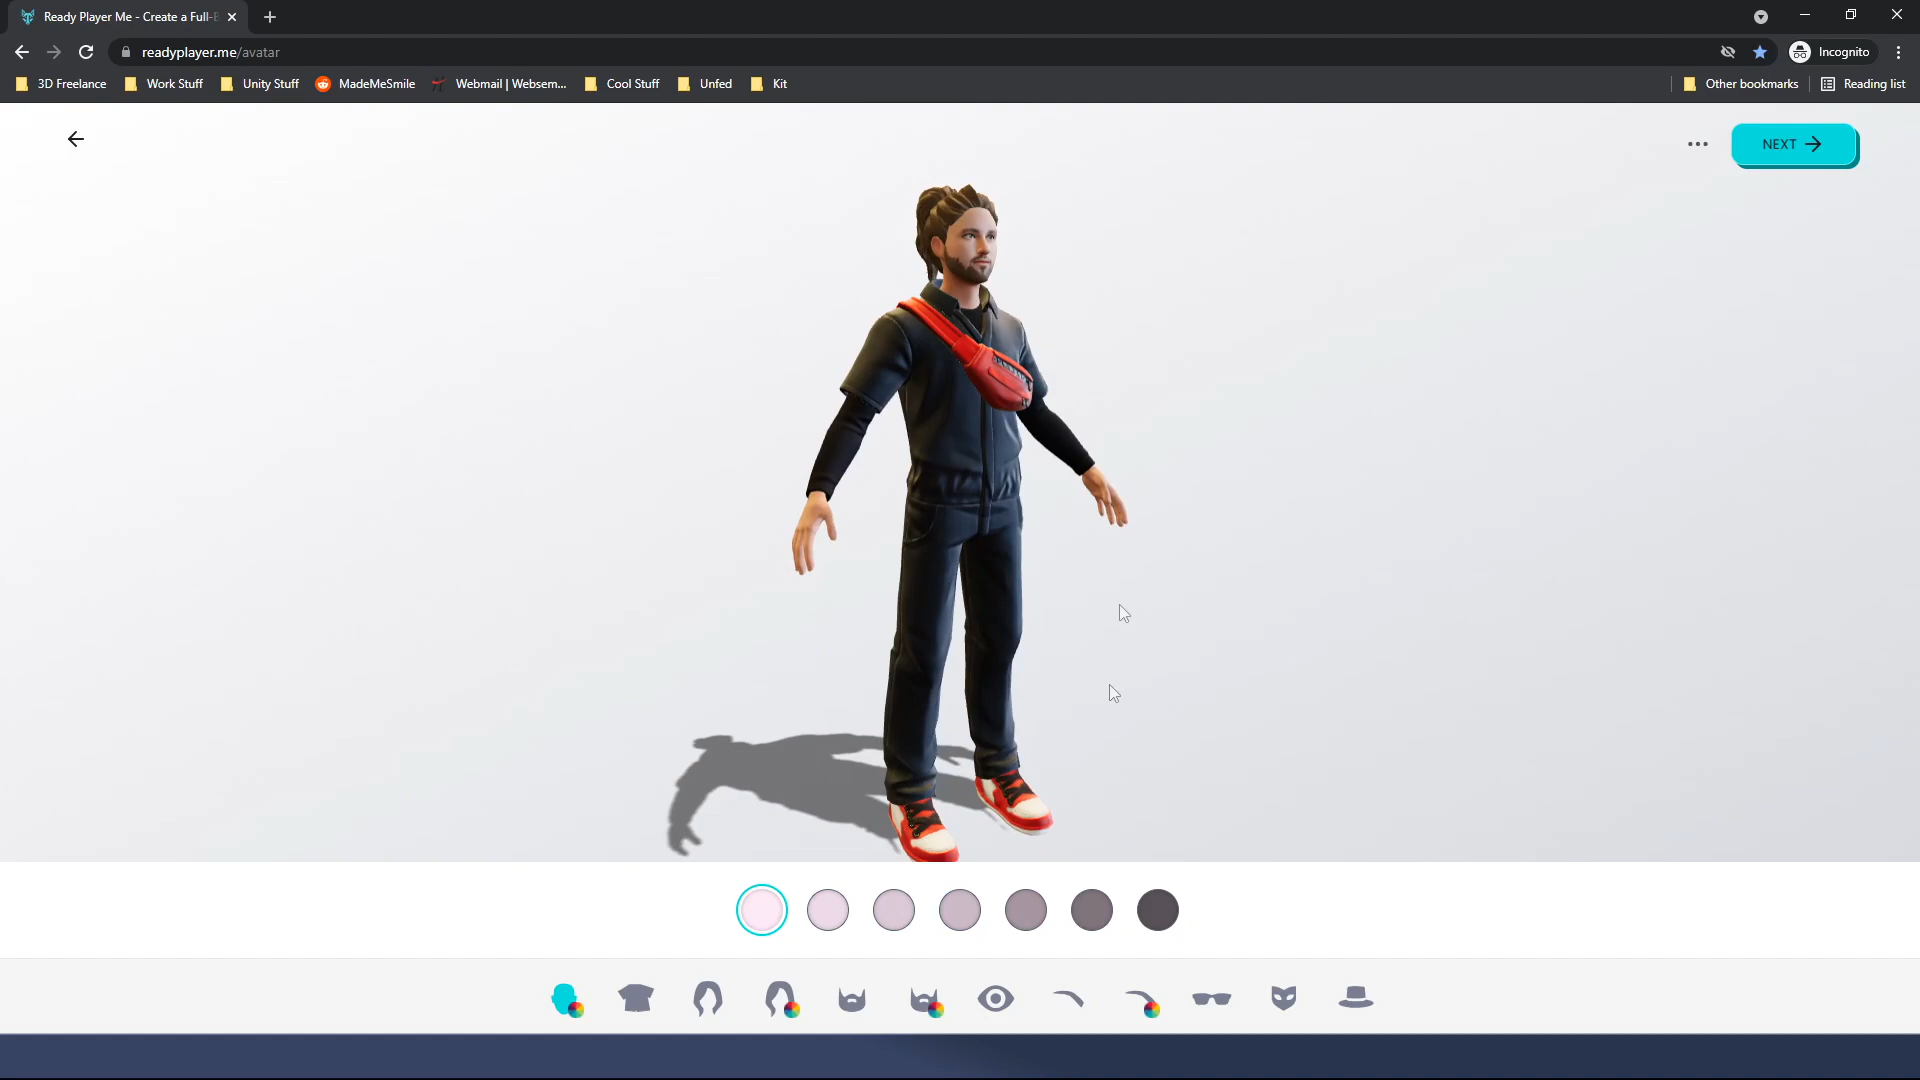 Ready Player Me - Create a Full-B
readyplayer.me/avatar
Incognito
3D Freelance
Work Stuff
Unity Stuff
MadeMeSmile
Webmail | Websem...
Cool Stuff
Unfed
Kit
Other bookmarks
Reading list
NEXT